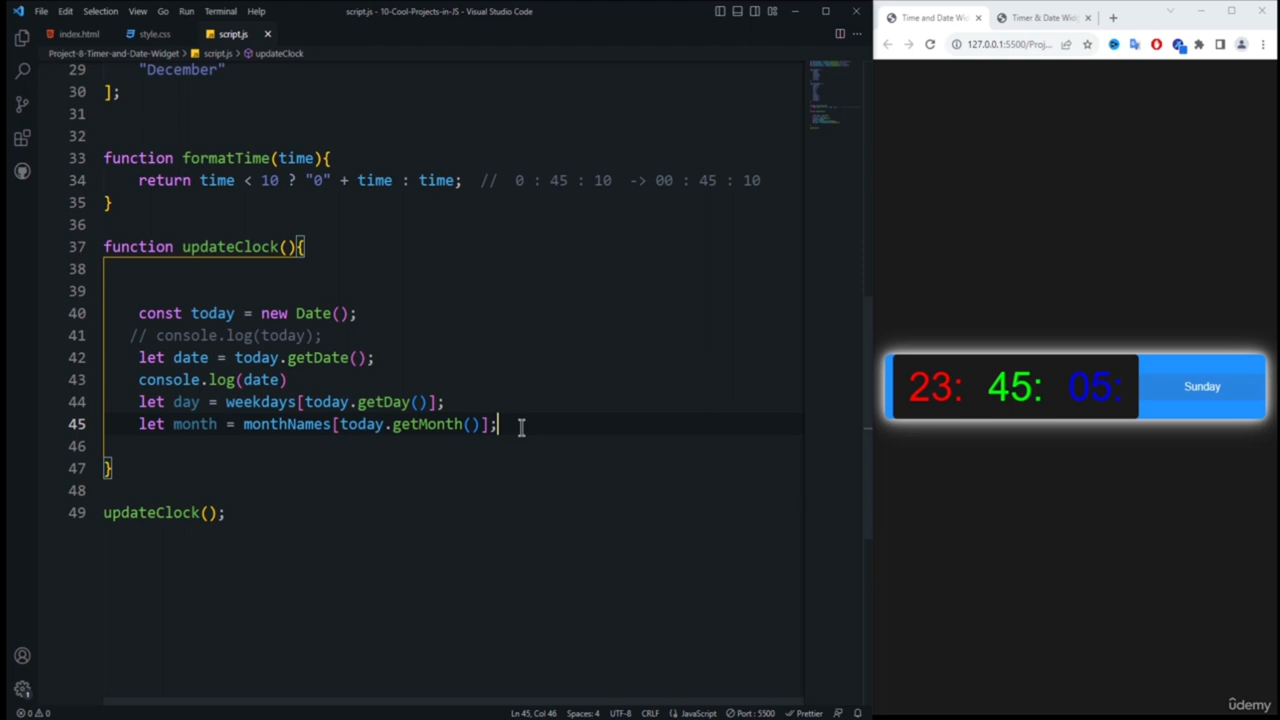 File Edit Selection View Go Run Terminal Help script.js - 10-Cool-Projects-in-JS - Visual Studio Code
index.html style.css script.js
Project-8-Timer-and-Date-Widget > script.js > updateClock
29 "December"
30 ];
31
32
33 function formatTime(time){
34 return time < 10 ? "0" + time : time; // 0 : 45 : 10 -> 00 : 45 : 10
35 }
36
37 function updateClock(){
38
39
40 const today = new Date();
41 // console.log(today);
42 let date = today.getDate();
43 console.log(date)
44 let day = weekdays[today.getDay()];
45 let month = monthNames[today.getMonth()];
46
47 }
48
49 updateClock();
0 0 Ln 45, Col 46 Spaces: 4 UTF-8 CRLF JavaScript Port : 5500 Prettier
Time and Date Wi Timer & Date Widg
127.0.0.1:5500/Proj...
23: 45: 05: Sunday
ûdemy